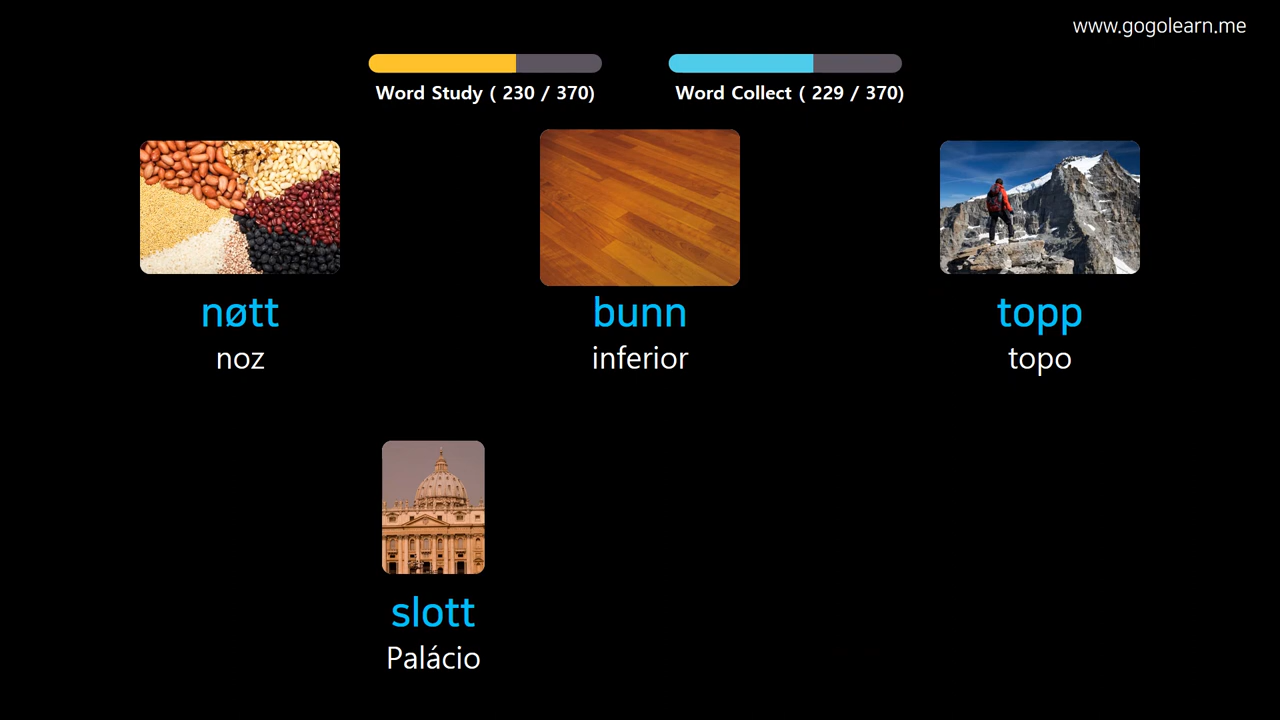 www.gogolearn.me
Word Study ( 230 / 370)
Word Collect ( 229 / 370)
nøtt
noz
bunn
inferior
topp
topo
slott
Palácio